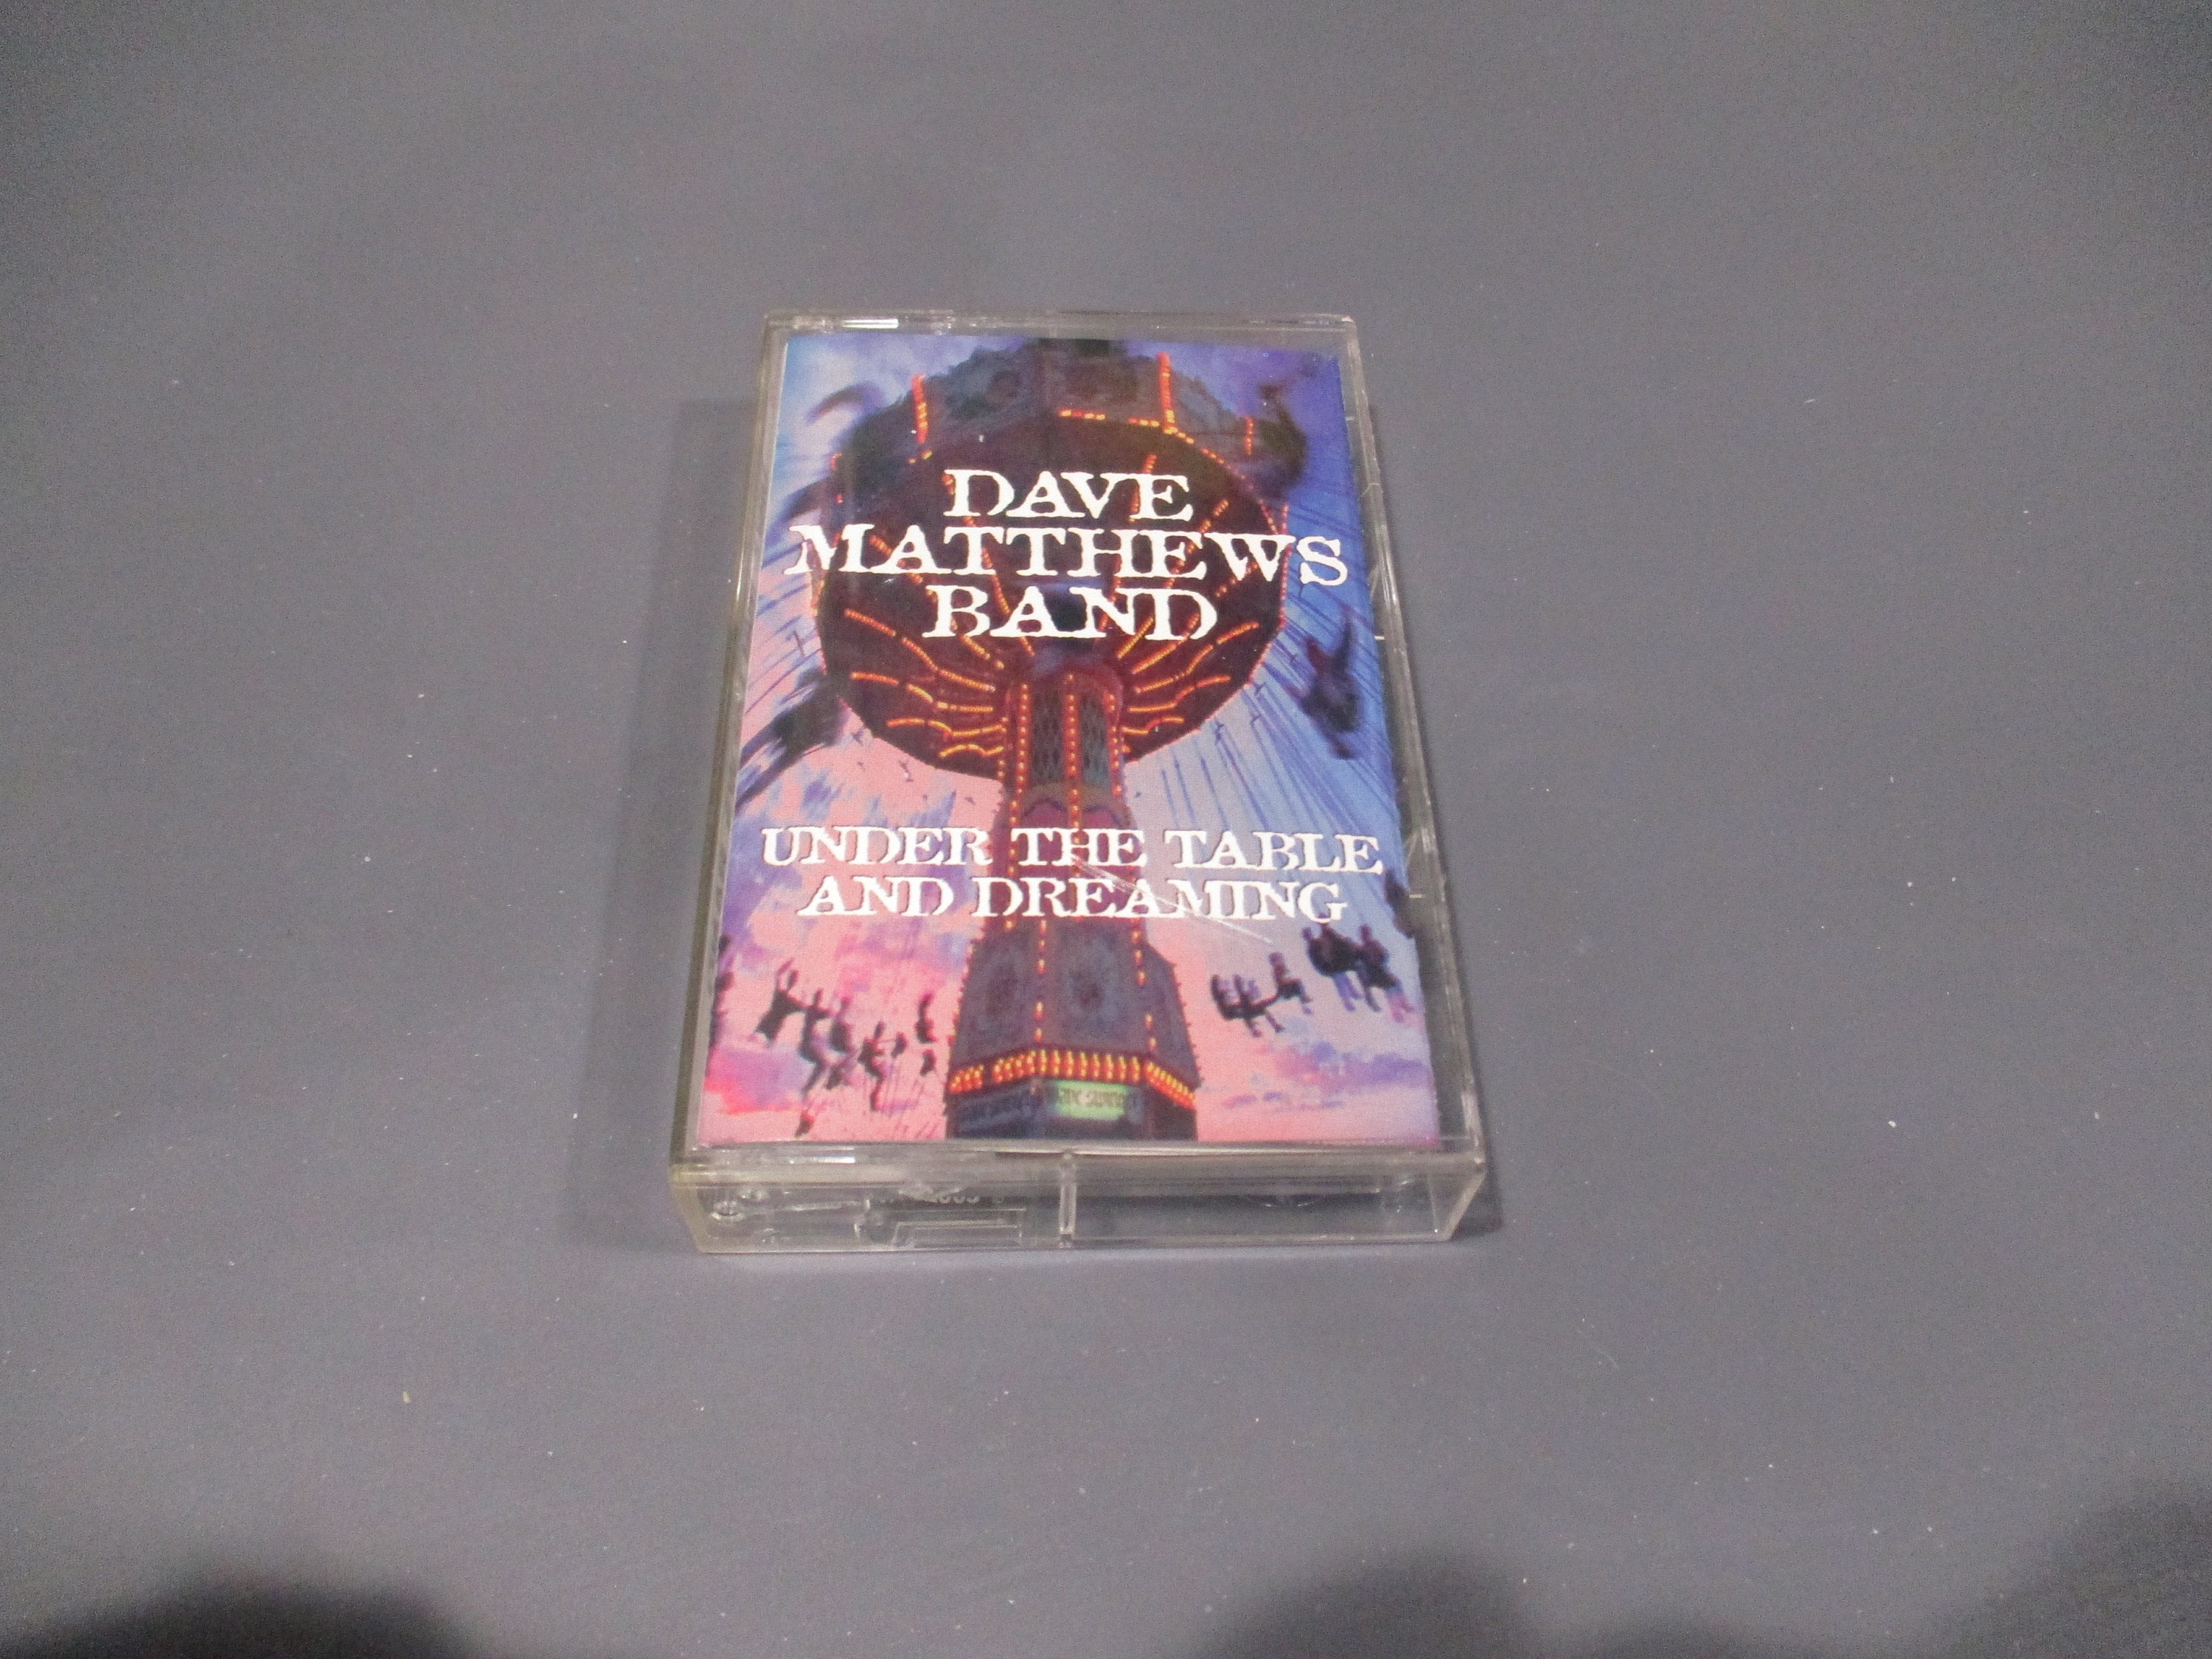 DAVE
MATTHEWS
BAND
UNDER THE TABLE
AND DREAMING